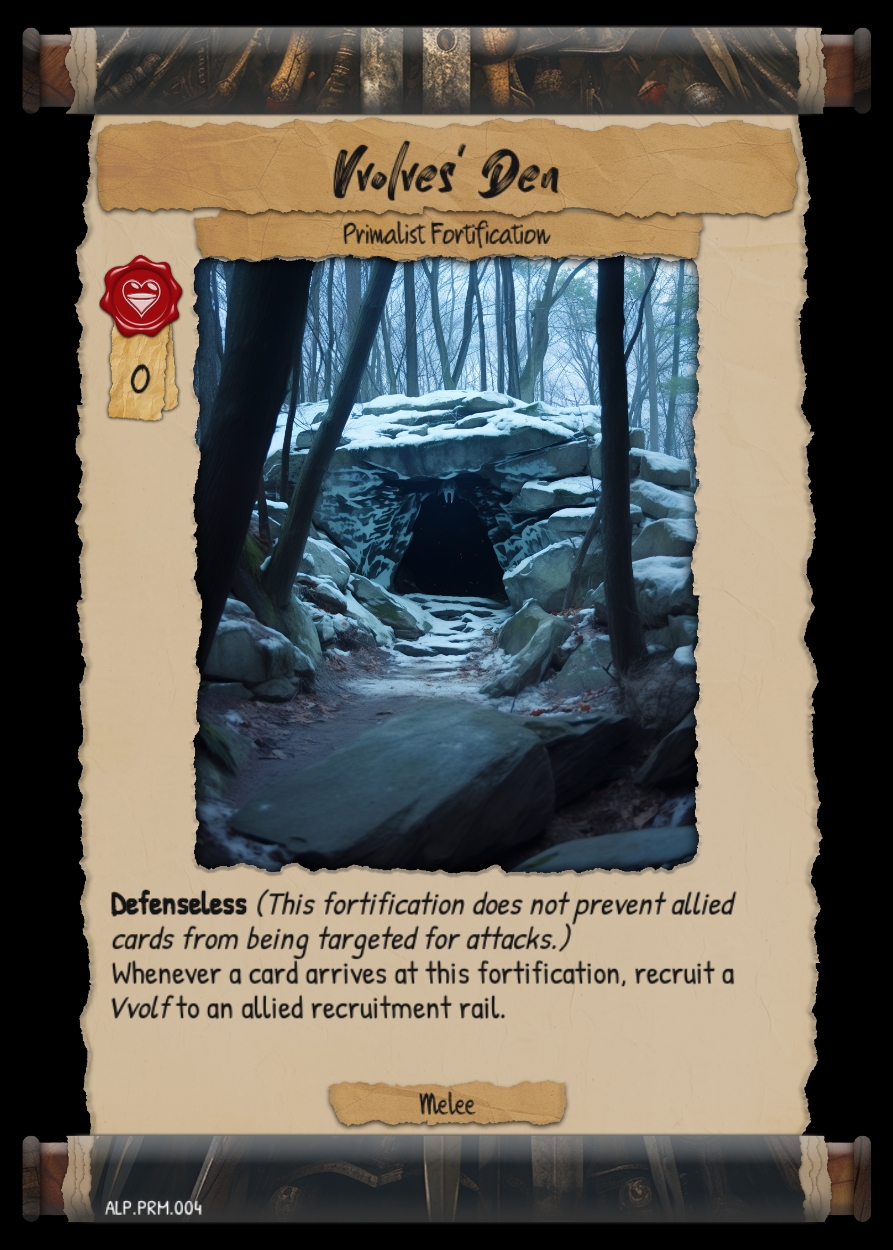 Vvolves' Den
Primalist Fortification
0
Defenseless (This fortification does not prevent allied
cards from being targeted for attacks.)
Whenever a card arrives at this fortification, recruit a
Vvolf to an allied recruitment rail.
Melee
ALP.PRM.004